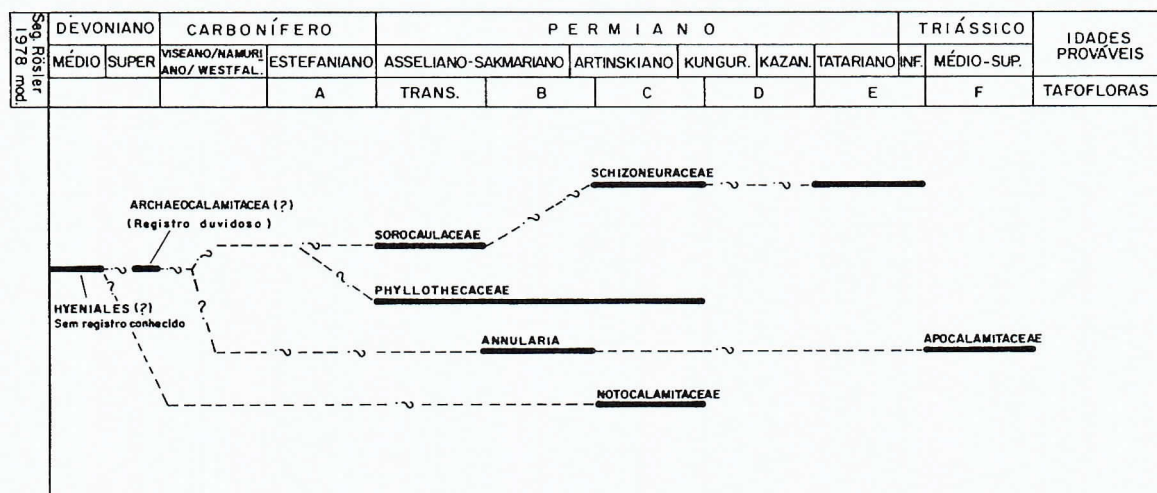 Seg. Rösler
1978 mod.
DEVONIANO CARBONÍFERO PERMIANO TRIÁSSICO IDADES
PROVÁVEIS
MÉDIO SUPER VISEANO/NAMURI
ANO/WESTFAL. ESTEFANIANO ASSELIANO-SAKMARIANO ARTINSKIANO KUNGUR. KAZAN. TATARIANO INF. MÉDIO-SUP.
A TRANS. B C D E F TAFOFLORAS
SCHIZONEURACEAE
? ? ?
ARCHAEOCALAMITACEA (?)
(Registro duvidoso)
? ? SOROCAULACEAE
? ? ?
HYENIALES (?)
Sem registro conhecido
? ? PHYLLOTHECACEAE
? ? ANNULARIA ? APOCALAMITACEAE
? NOTOCALAMITACEAE